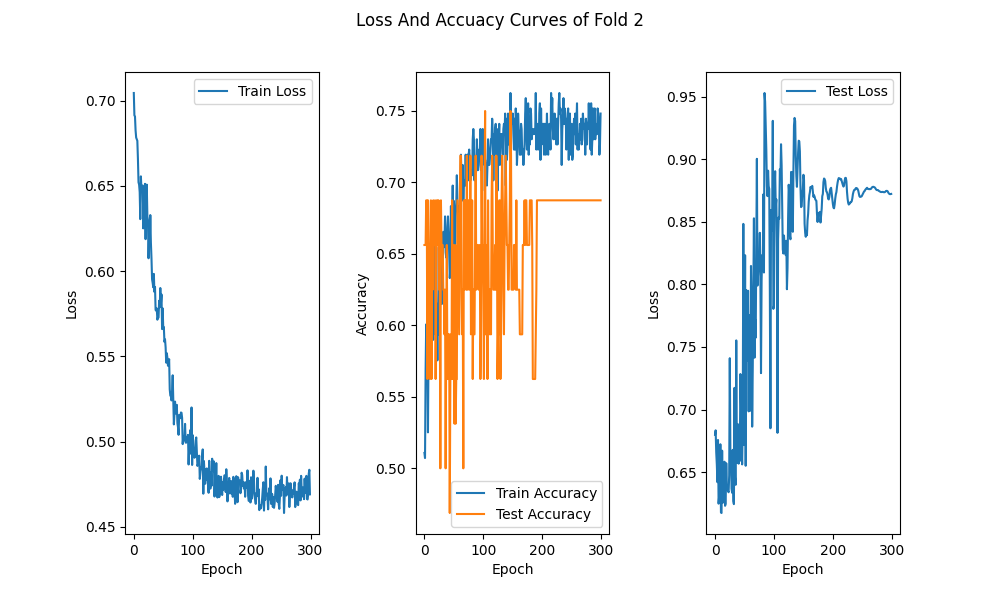 Loss And Accuacy Curves of Fold 2
Train Loss
0.70
0.65
0.60
0.55
0.50
0.45
Loss
0
100
200
300
Epoch
0.75
0.70
0.65
0.60
0.55
0.50
Accuracy
Train Accuracy
Test Accuracy
0
100
200
300
Epoch
Test Loss
0.95
0.90
0.85
0.80
0.75
0.70
0.65
Loss
0
100
200
300
Epoch